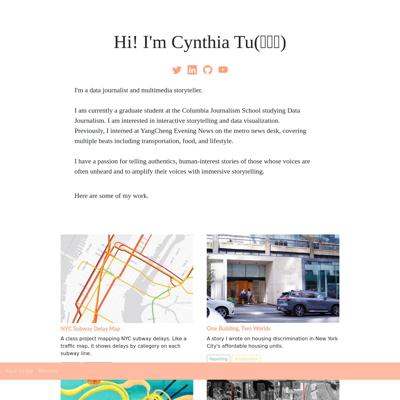 Hi! I'm Cynthia Tu(▯▯▯)
I'm a data journalist and multimedia storyteller.
I am currently a graduate student at the Columbia Journalism School studying Data
Journalism. I am interested in interactive storytelling and data visualization.
Previously, I interned at YangCheng Evening News on the metro news desk, covering
multiple beats including transportation, food, and lifestyle.
I have a passion for telling authentics, human-interest stories of those whose voices are
often unheard and to amplify their voices with immersive storytelling.
Here are some of my work.
NYC Subway Delay Map
A class project mapping NYC subway delays. Like a
traffic map, it shows delays by category on each
subway line.
One Building, Two Worlds
A story I wrote on housing discrimination in New York
City's affordable housing units.
Reporting